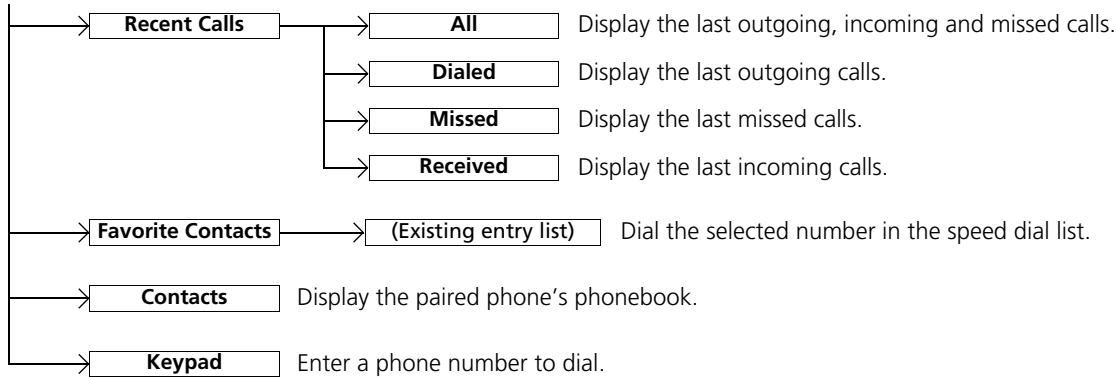 Recent Calls All Display the last outgoing, incoming and missed calls.
Dialed Display the last outgoing calls.
Missed Display the last missed calls.
Received Display the last incoming calls.
Favorite Contacts (Existing entry list) Dial the selected number in the speed dial list.
Contacts Display the paired phone's phonebook.
Keypad Enter a phone number to dial.